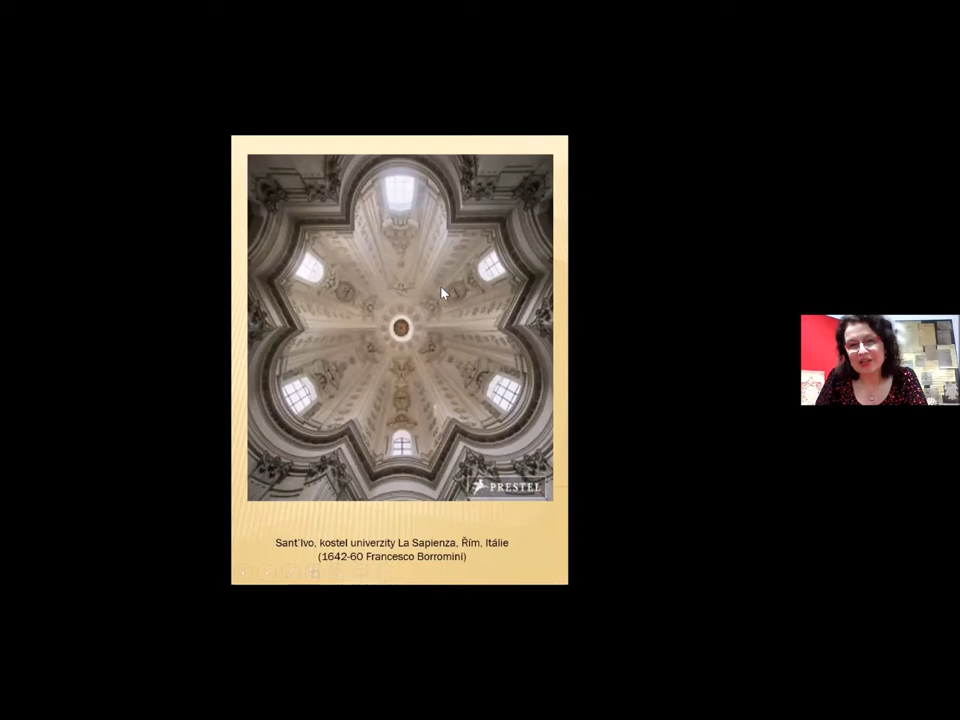 PRESTEL
Sant'Ivo, kostel univerzity La Sapienza, Řím, Itálie
(1642-60 Francesco Borromini)